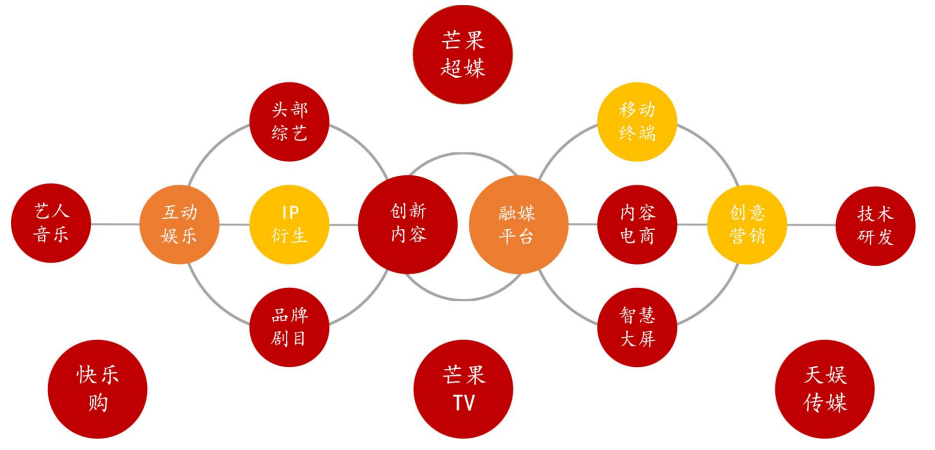 芒果
超媒
头部
综艺
移动
终端
艺人
音乐
互动
娱乐
IP
衍生
创新
内容
融媒
平台
内容
电商
创意
营销
技术
研发
品牌
剧目
智慧
大屏
快乐
购
芒果
TV
天娱
传媒